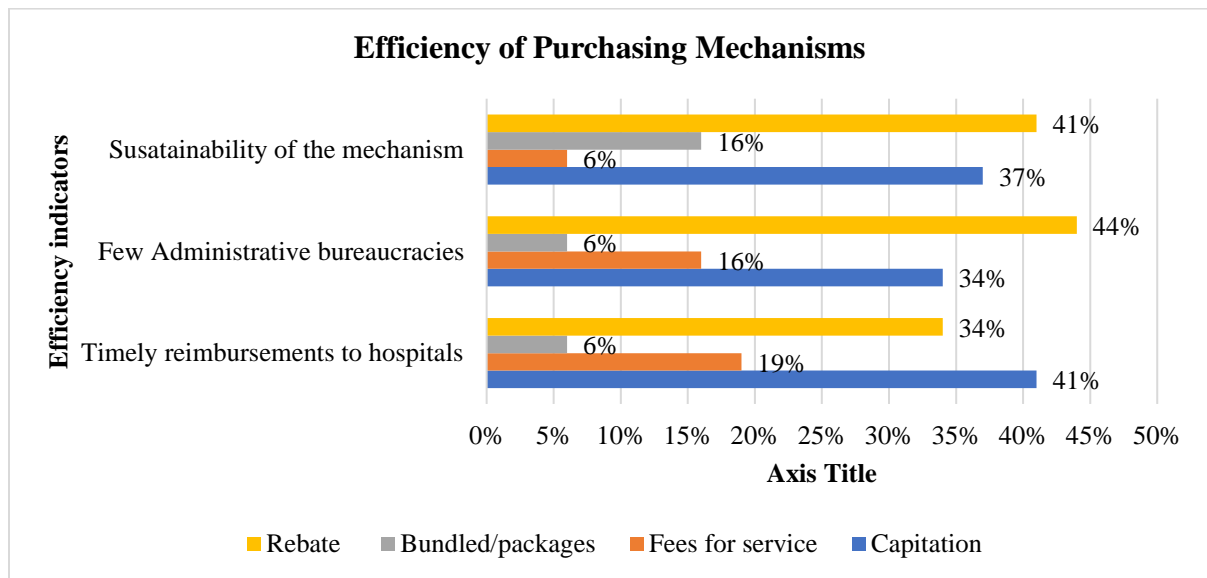 Efficiency of Purchasing Mechanisms
Efficiency indicators
Susatainability of the mechanism
41%
16%
6%
37%
Few Administrative bureaucracies
44%
6%
16%
34%
Timely reimbursements to hospitals
34%
6%
19%
41%
0% 5% 10% 15% 20% 25% 30% 35% 40% 45% 50%
Axis Title
Rebate Bundled/packages Fees for service Capitation